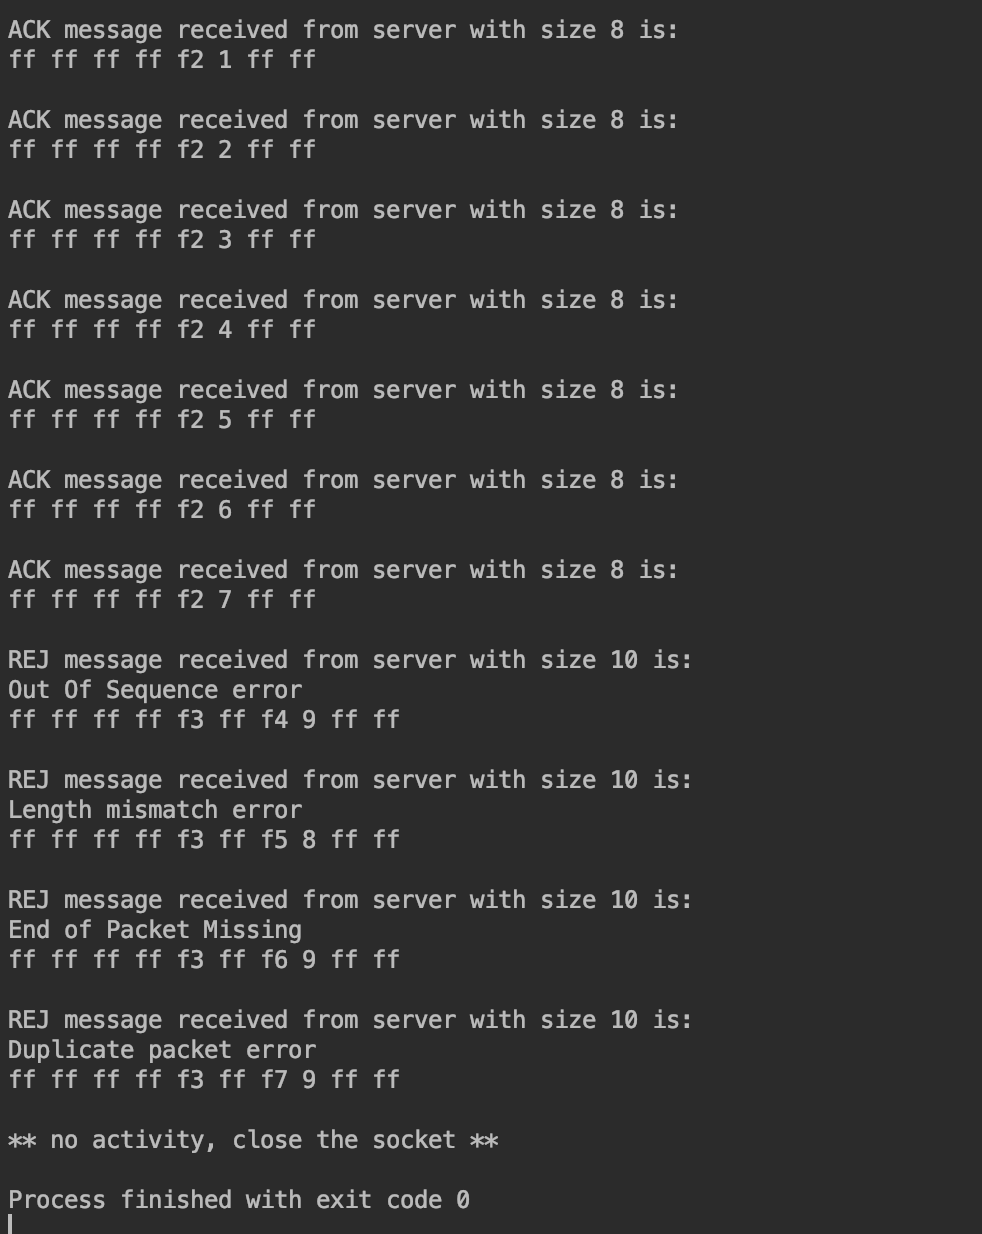 ACK message received from server with size 8 is:
ff ff ff ff f2 1 ff ff
ACK message received from server with size 8 is:
ff ff ff ff f2 2 ff ff
ACK message received from server with size 8 is:
ff ff ff ff f2 3 ff ff
ACK message received from server with size 8 is:
ff ff ff ff f2 4 ff ff
ACK message received from server with size 8 is:
ff ff ff ff f2 5 ff ff
ACK message received from server with size 8 is:
ff ff ff ff f2 6 ff ff
ACK message received from server with size 8 is:
ff ff ff ff f2 7 ff ff
REJ message received from server with size 10 is:
Out Of Sequence error
ff ff ff ff f3 ff f4 9 ff ff
REJ message received from server with size 10 is:
Length mismatch error
ff ff ff ff f3 ff f5 8 ff ff
REJ message received from server with size 10 is:
End of Packet Missing
ff ff ff ff f3 ff f6 9 ff ff
REJ message received from server with size 10 is:
Duplicate packet error
ff ff ff ff f3 ff f7 9 ff ff
** no activity, close the socket **
Process finished with exit code 0